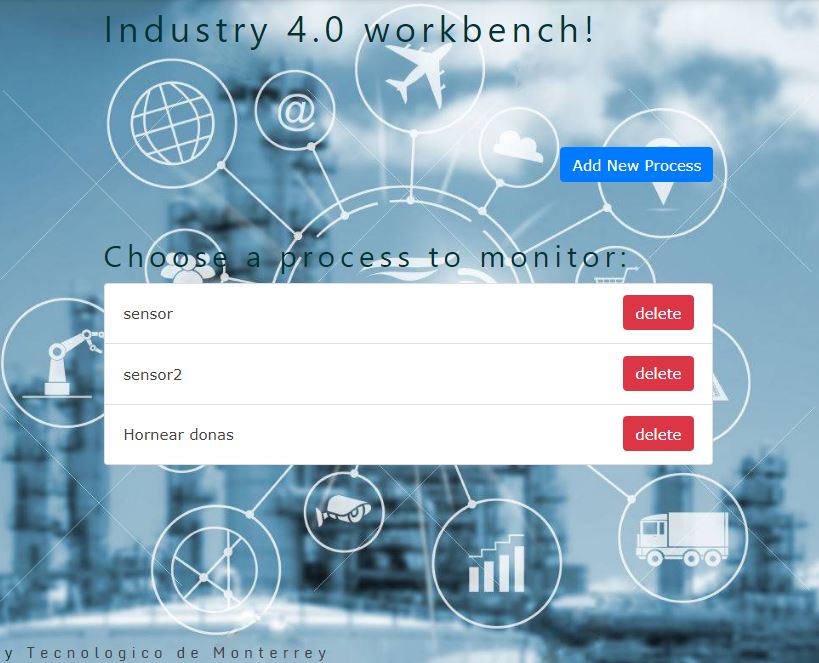 Industry 4.0 workbench!
@
Add New Process
Choose a process to monitor:
sensor delete
sensor2 delete
Hornear donas delete
y Tecnologico de Monterrey